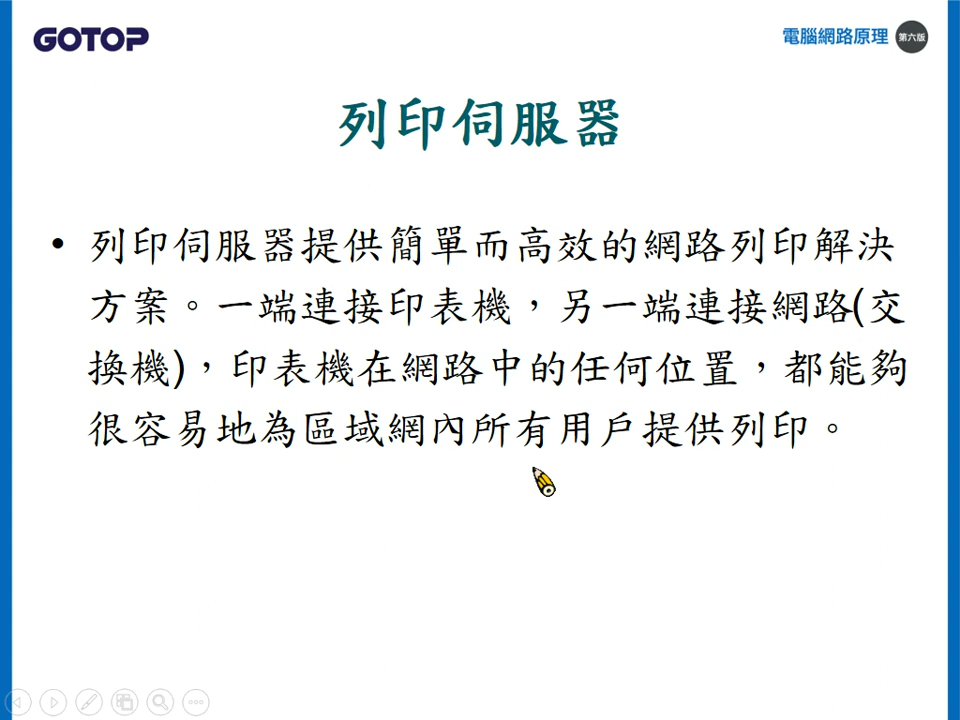 GOTOP
電腦網路原理 第六版
列印伺服器
• 列印伺服器提供簡單而高效的網路列印解決
方案。一端連接印表機，另一端連接網路(交
換機)，印表機在網路中的任何位置，都能夠
很容易地為區域網內所有用戶提供列印。